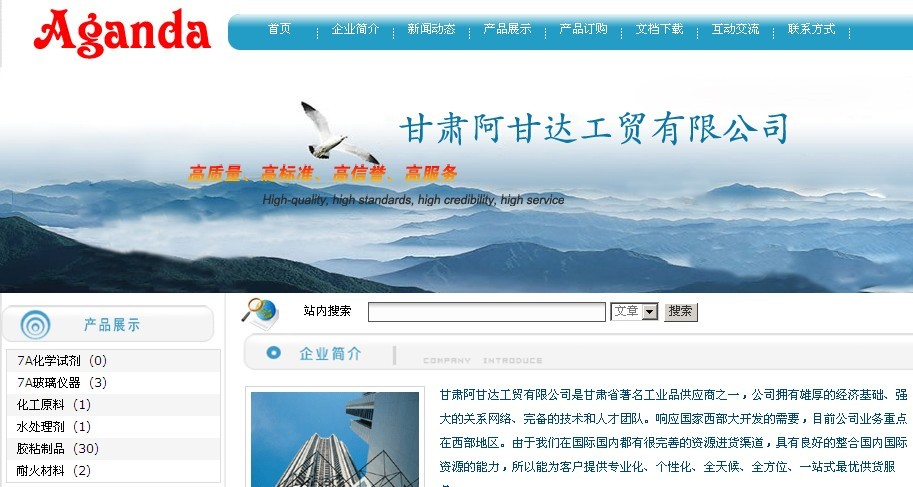 Aganda
首页 企业简介 新闻动态 产品展示 产品订购 文档下载 互动交流 联系方式
甘肃阿甘达工贸有限公司
高质量、高标准、高信誉、高服务
High-quality, high standards, high credibility, high service
站内搜索 文章 搜索
产品展示
7A化学试剂 (0)
7A玻璃仪器 (3)
化工原料 (1)
水处理剂 (1)
胶粘制品 (30)
耐火材料 (2)
企业简介 COMPANY INTRODUCE
甘肃阿甘达工贸有限公司是甘肃省著名工业品供应商之一，公司拥有雄厚的经济基础、强
大的关系网络、完备的技术和人才团队。响应国家西部大开发的需要，目前公司业务重点
在西部地区。由于我们在国际国内都有很完善的资源进货渠道，具有良好的整合国内国际
资源的能力，所以能为客户提供专业化、个性化、全天候、全方位、一站式最优供货服